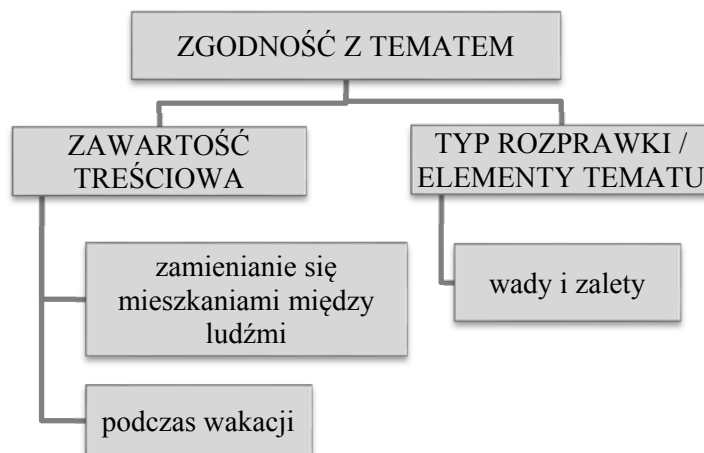 ZGODNOŚĆ Z TEMATEM
ZAWARTOŚĆ
TREŚCIOWA
TYP ROZPRAWKI /
ELEMENTY TEMATU
zamienianie się
mieszkaniami między
ludźmi
wady i zalety
podczas wakacji